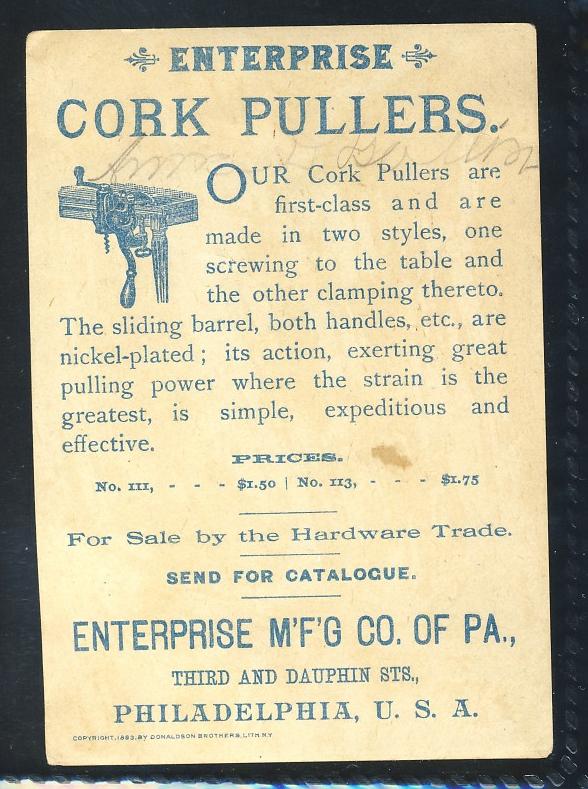 ENTERPRISE
CORK PULLERS.
OUR Cork Pullers are
first-class and are
made in two styles, one
screwing to the table and
the other clamping thereto.
The sliding barrel, both handles, etc., are
nickel-plated; its action, exerting great
pulling power where the strain is the
greatest, is simple, expeditious and
effective.
PRICES.
No. 111, - - - $1.50 | No. 113, - - - $1.75
For Sale by the Hardware Trade.
SEND FOR CATALOGUE.
ENTERPRISE M'F'G CO. OF PA.,
THIRD AND DAUPHIN STS.,
PHILADELPHIA, U. S. A.
COPYRIGHT, 1893, BY DONALDSON BROTHERS, LITH. N.Y